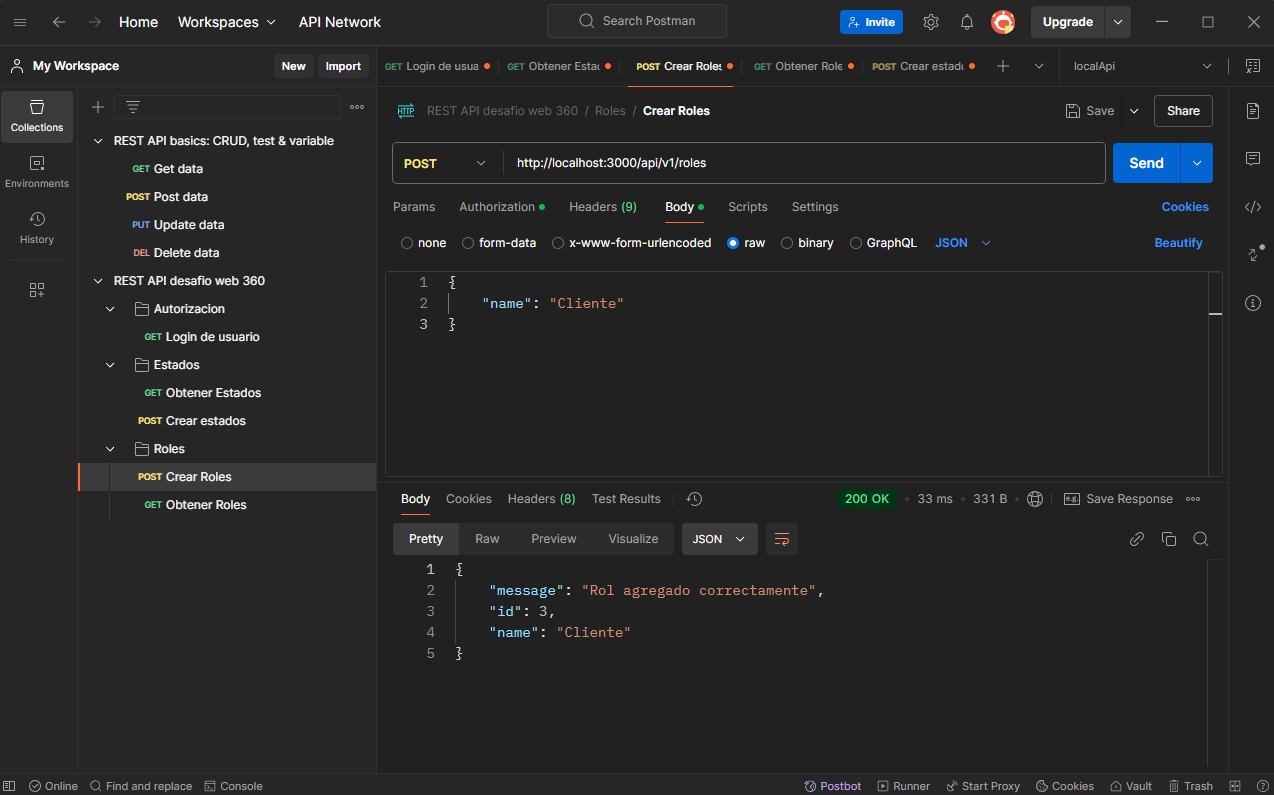 Home Workspaces API Network Search Postman Invite Upgrade
My Workspace New Import
GET Login de usua GET Obtener Estac POST Crear Roles GET Obtener Role POST Crear estado localApi
Collections
Environments
History
REST API basics: CRUD, test & variable
GET Get data
POST Post data
PUT Update data
DEL Delete data
REST API desafio web 360
Autorizacion
GET Login de usuario
Estados
GET Obtener Estados
POST Crear estados
Roles
POST Crear Roles
GET Obtener Roles
HTTP REST API desafio web 360 / Roles / Crear Roles Save Share
POST http://localhost:3000/api/v1/roles Send
Params Authorization Headers (9) Body Scripts Settings Cookies
none form-data x-www-form-urlencoded raw binary GraphQL JSON Beautify
1 {
2 "name": "Cliente"
3 }
Body Cookies Headers (8) Test Results 200 OK 33 ms 331 B e.g. Save Response
Pretty Raw Preview Visualize JSON
1 {
2 "message": "Rol agregado correctamente",
3 "id": 3,
4 "name": "Cliente"
5 }
Online Find and replace Console Postbot Runner Start Proxy Cookies Vault Trash